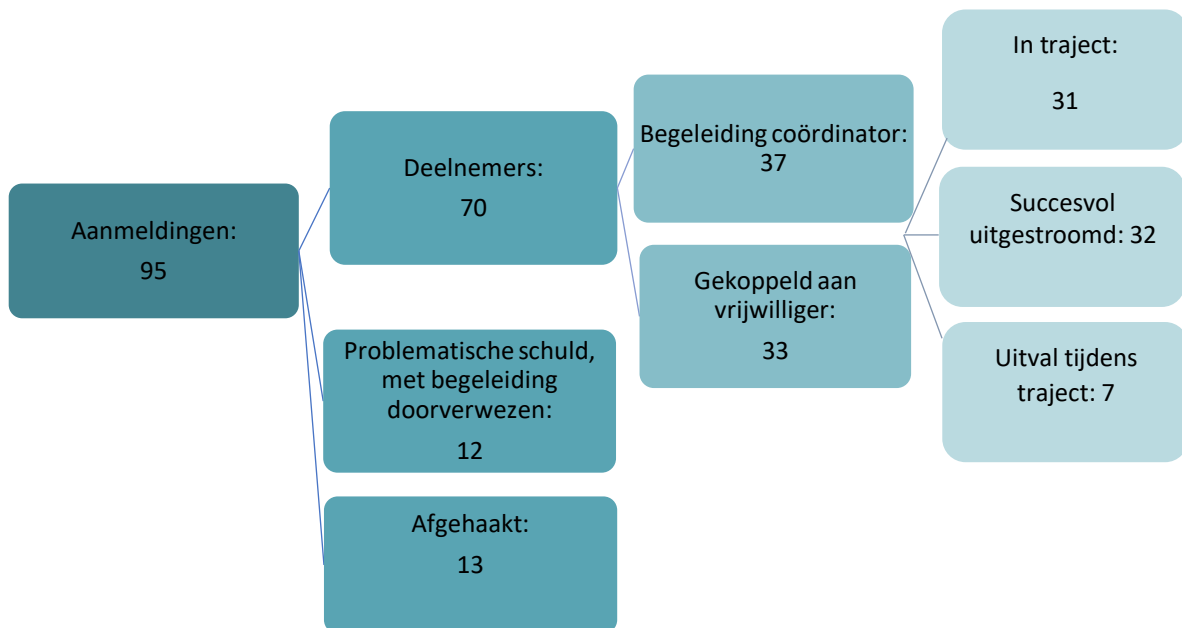 Aanmeldingen:
95
Deelnemers:
70
Problematische schuld,
met begeleiding
doorverwezen:
12
Afgehaakt:
13
Begeleiding coördinator:
37
Gekoppeld aan
vrijwilliger:
33
In traject:
31
Succesvol
uitgestroomd: 32
Uitval tijdens
traject: 7